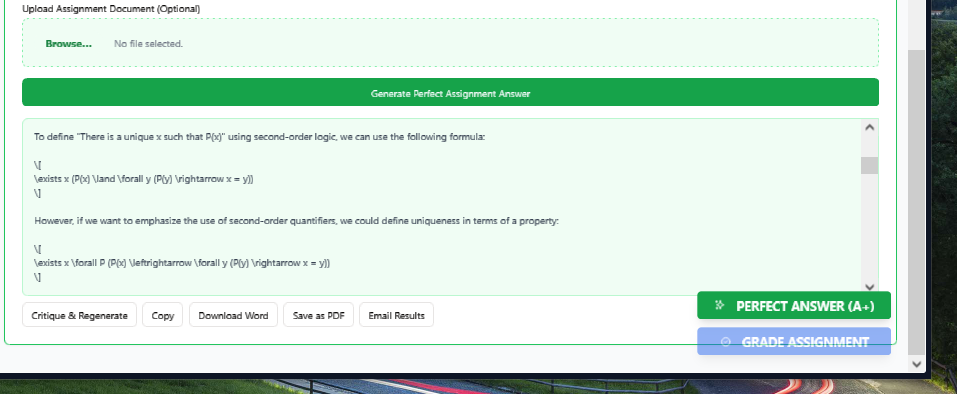 Upload Assignment Document (Optional)
Browse... No file selected.
Generate Perfect Assignment Answer
To define "There is a unique x such that P(x)" using second-order logic, we can use the following formula:
\[
\exists x (P(x) \land \forall y (P(y) \rightarrow x = y))
\]
However, if we want to emphasize the use of second-order quantifiers, we could define uniqueness in terms of a property:
\[
\exists x \forall P (P(x) \leftrightarrow \forall y (P(y) \rightarrow x = y))
\]
Critique & Regenerate Copy Download Word Save as PDF Email Results
PERFECT ANSWER (A+)
GRADE ASSIGNMENT